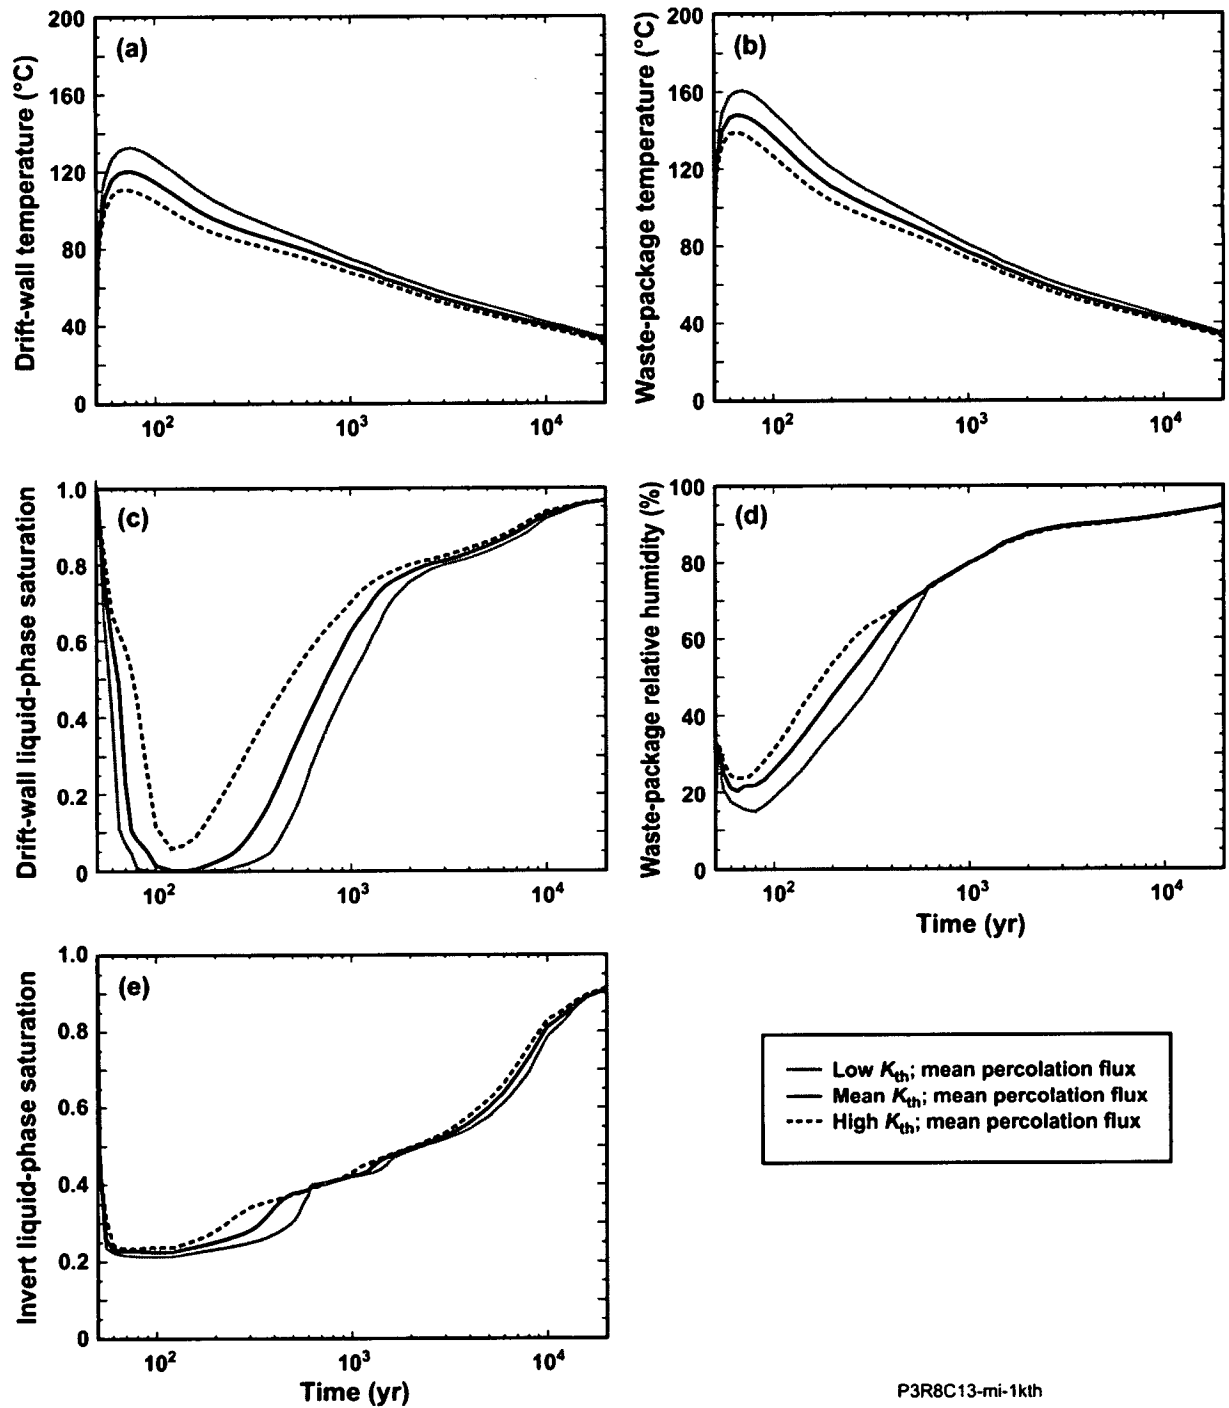 (a)
Drift-wall temperature (°C)
200
160
120
80
40
0
10²
10³
10⁴
(b)
Waste-package temperature (°C)
200
160
120
80
40
0
10²
10³
10⁴
(c)
Drift-wall liquid-phase saturation
1.0
0.8
0.6
0.4
0.2
0
10²
10³
10⁴
(d)
Waste-package relative humidity (%)
100
80
60
40
20
0
10²
10³
10⁴
Time (yr)
(e)
Invert liquid-phase saturation
1.0
0.8
0.6
0.4
0.2
0
10²
10³
10⁴
Time (yr)
Low Kth; mean percolation flux
Mean Kth; mean percolation flux
High Kth; mean percolation flux
P3R8C13-mi-1kth